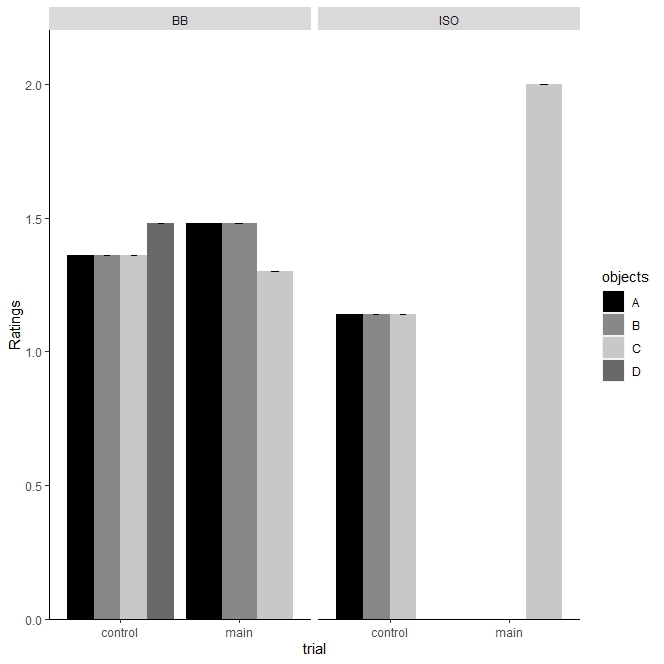 BB
ISO
2.0
1.5
1.0
0.5
0.0
Ratings
control
main
control
main
trial
objects
A
B
C
D